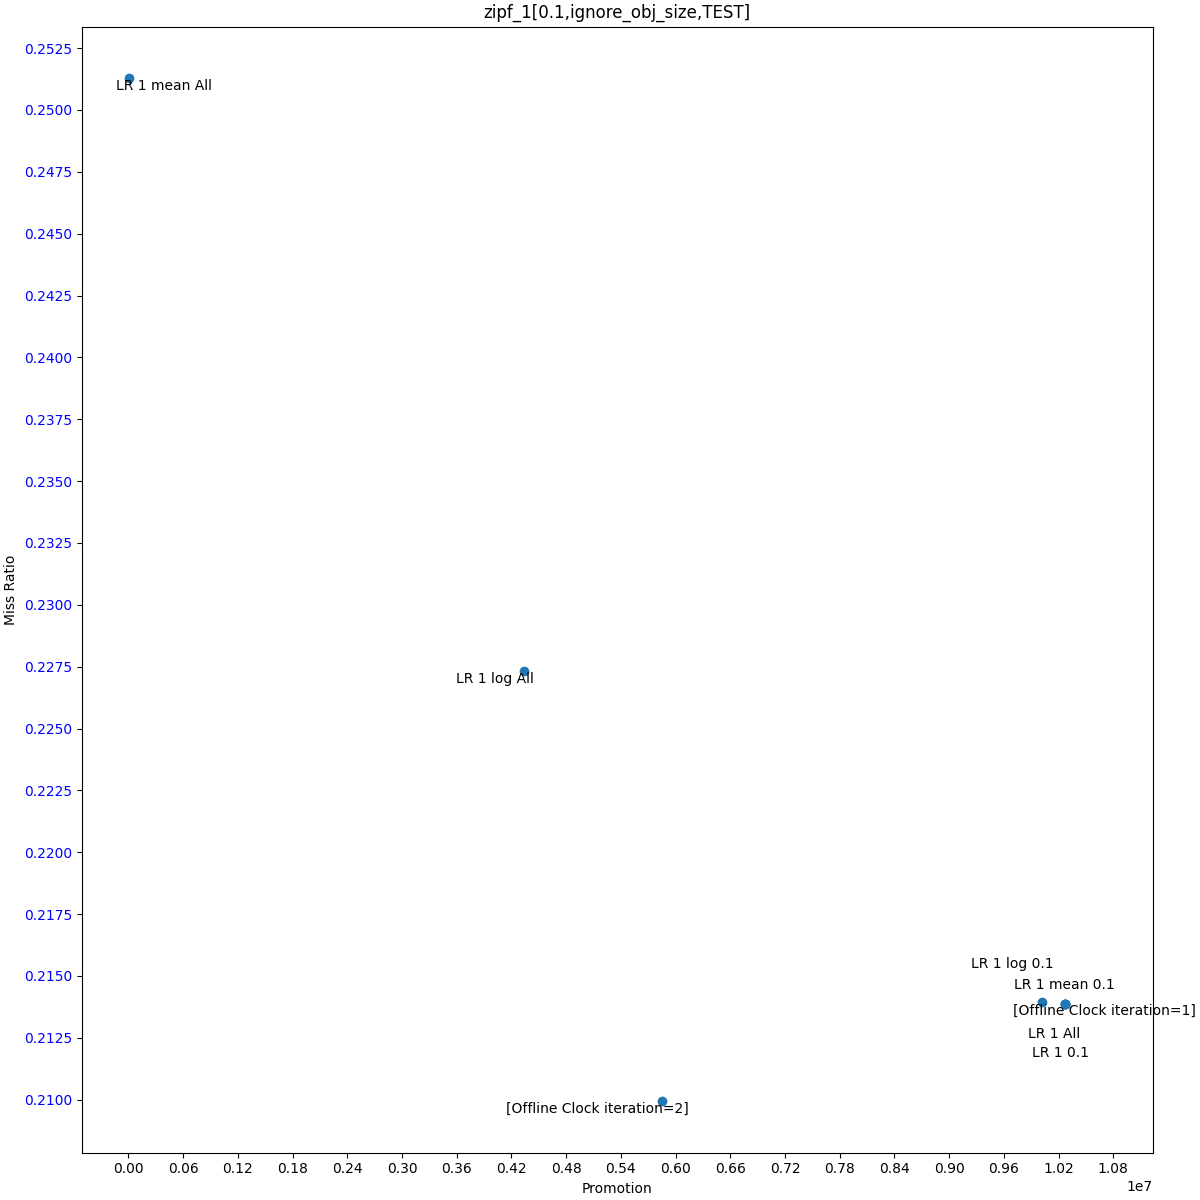 zipf_1[0.1,ignore_obj_size,TEST]
0.2525
LR 1 mean All
0.2500
0.2475
0.2450
0.2425
0.2400
0.2375
0.2350
0.2325
Miss Ratio
0.2300
0.2275
LR 1 log All
0.2250
0.2225
0.2200
0.2175
LR 1 log 0.1
0.2150
LR 1 mean 0.1
[Offline Clock iteration=1]
0.2125
LR 1 All
LR 1 0.1
0.2100
[Offline Clock iteration=2]
0.00 0.06 0.12 0.18 0.24 0.30 0.36 0.42 0.48 0.54 0.60 0.66 0.72 0.78 0.84 0.90 0.96 1.02 1.08
1e7
Promotion